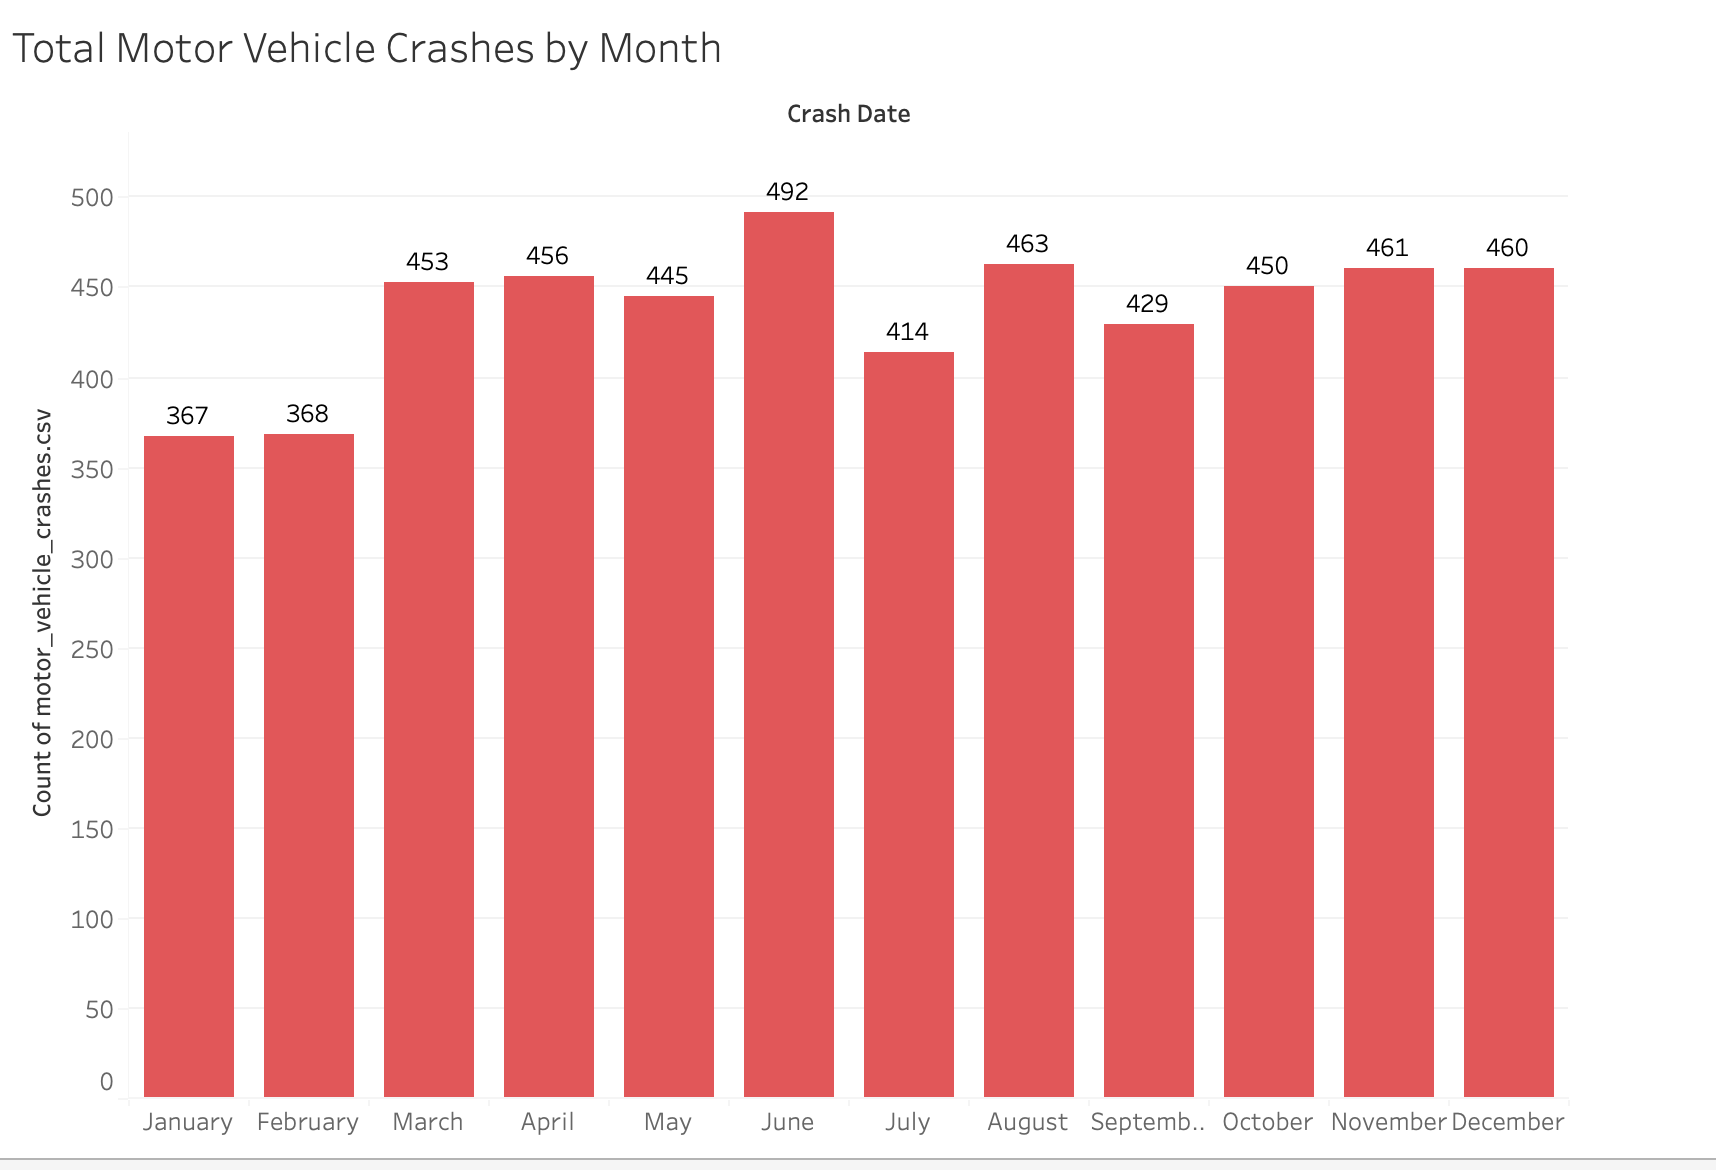 Total Motor Vehicle Crashes by Month
Crash Date
Count of motor_vehicle_crashes.csv
500
450
400
350
300
250
200
150
100
50
0
367
368
453
456
445
492
414
463
429
450
461
460
January
February
March
April
May
June
July
August
Septemb..
October
November
December